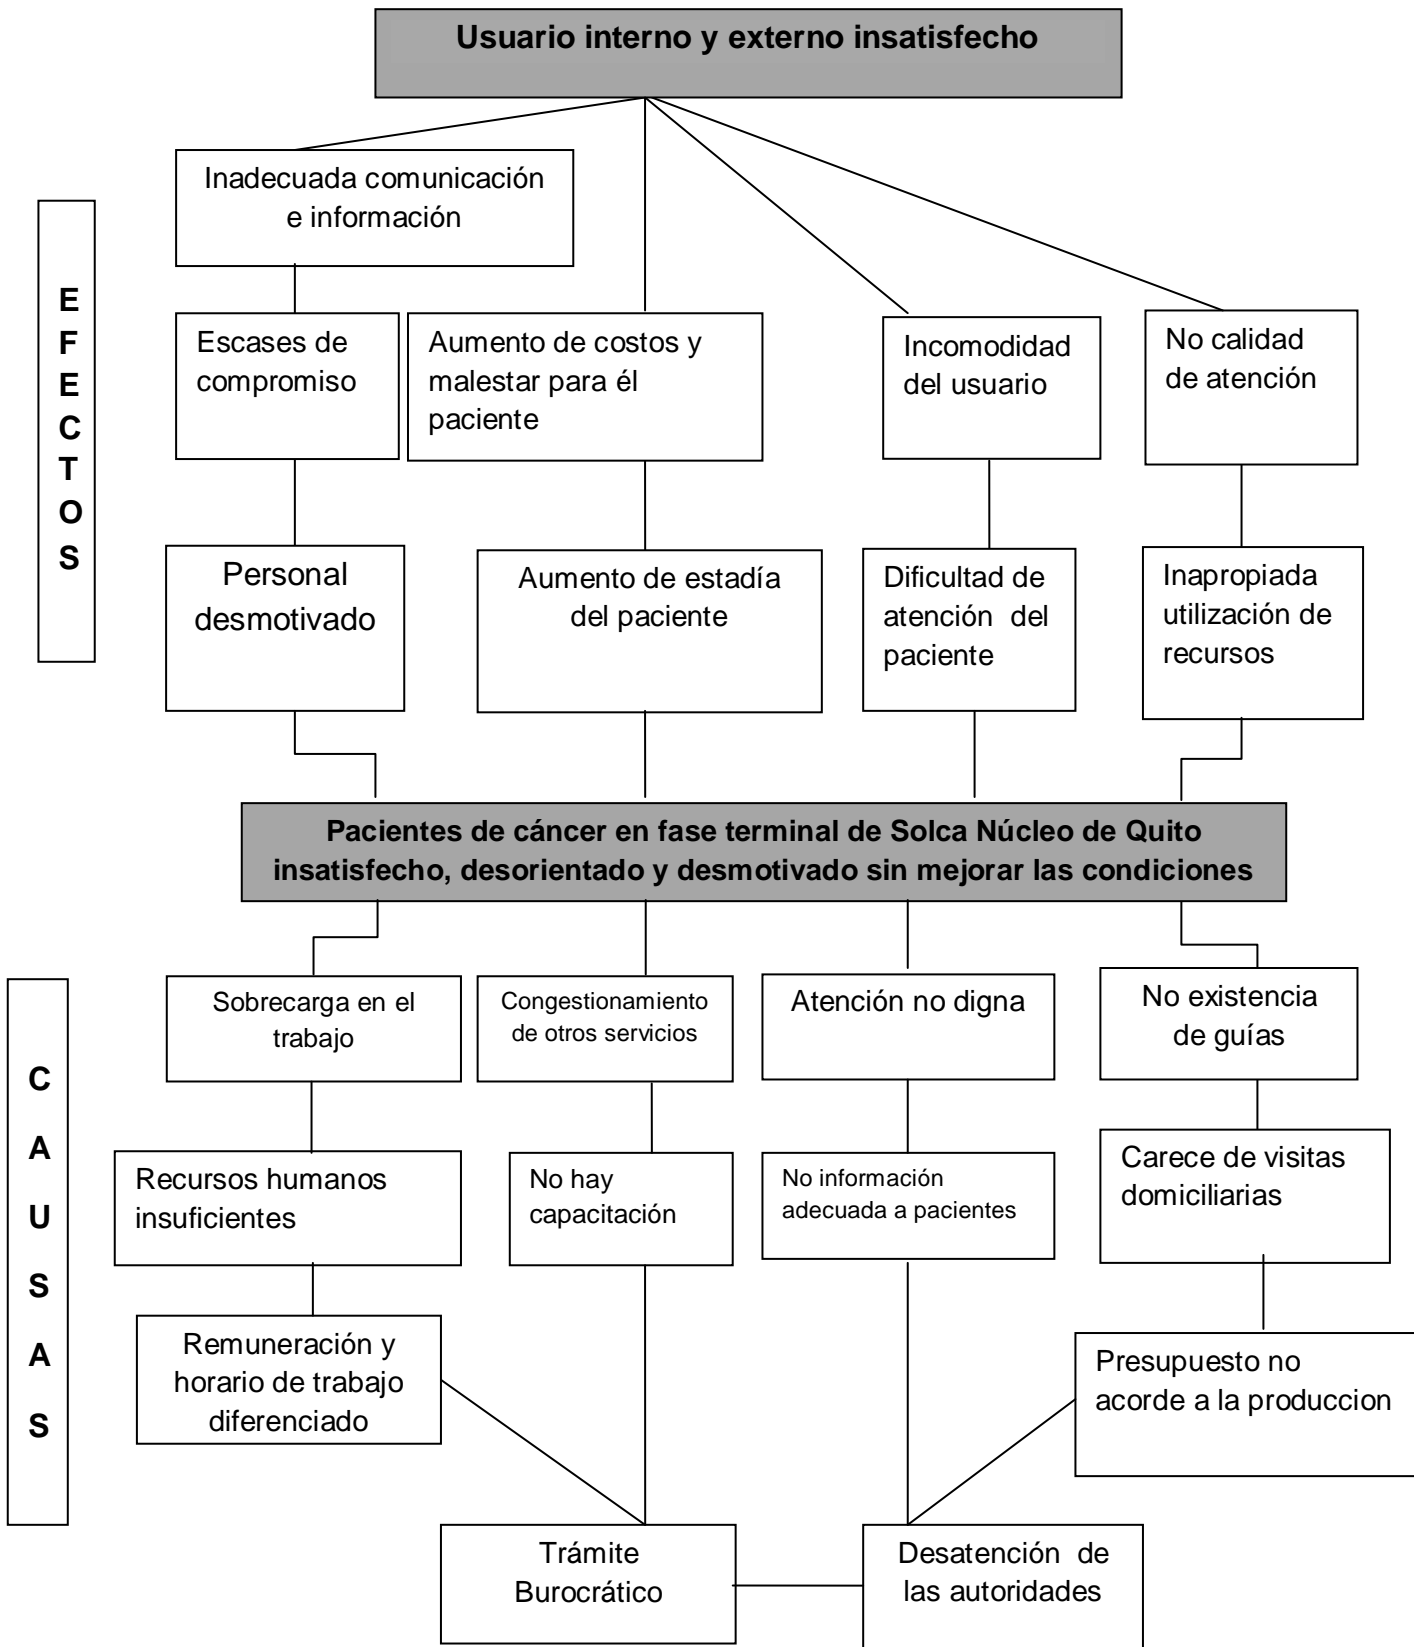 Usuario interno y externo insatisfecho
Inadecuada comunicación
e información
EFECTOS
Escases de
compromiso
Aumento de costos y
malestar para él
paciente
Incomodidad
del usuario
No calidad
de atención
Personal
desmotivado
Aumento de estadía
del paciente
Dificultad de
atención del
paciente
Inapropiada
utilización de
recursos
Pacientes de cáncer en fase terminal de Solca Núcleo de Quito
insatisfecho, desorientado y desmotivado sin mejorar las condiciones
CAUSAS
Sobrecarga en el
trabajo
Congestionamiento
de otros servicios
Atención no digna
No existencia
de guías
Recursos humanos
insuficientes
No hay
capacitación
No información
adecuada a pacientes
Carece de visitas
domiciliarias
Remuneración y
horario de trabajo
diferenciado
Presupuesto no
acorde a la produccion
Trámite
Burocrático
Desatención de
las autoridades